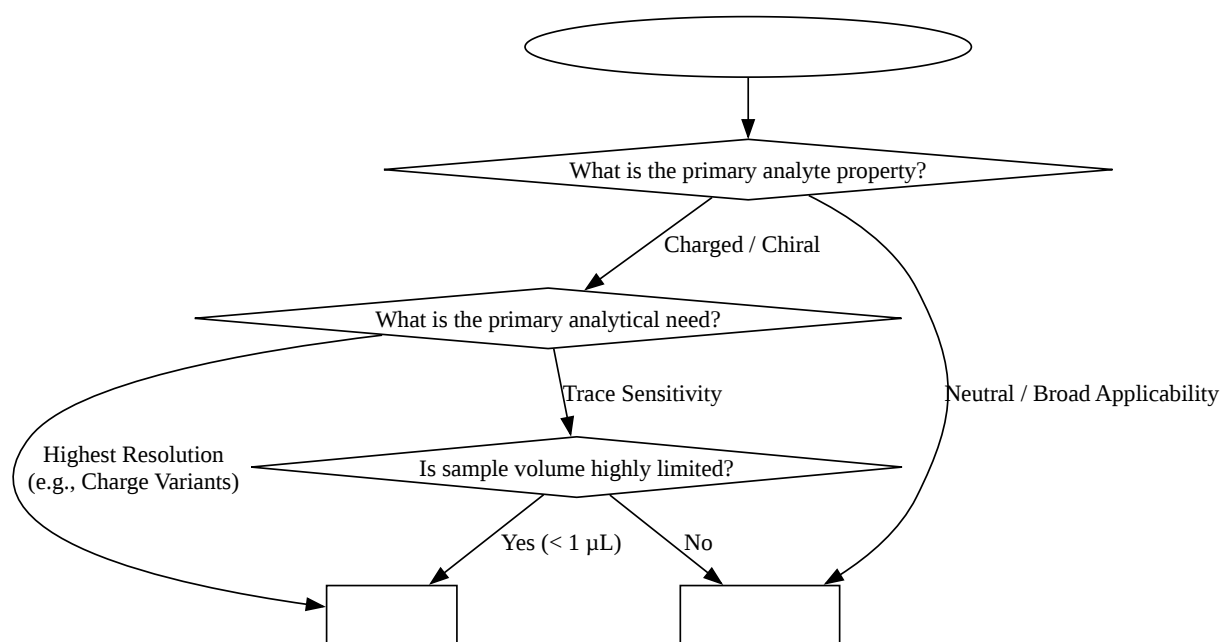 What is the primary analyte property?
Charged / Chiral
What is the primary analytical need?
Trace Sensitivity
Neutral / Broad Applicability
Highest Resolution
(e.g., Charge Variants)
Is sample volume highly limited?
Yes (< 1 µL)
No